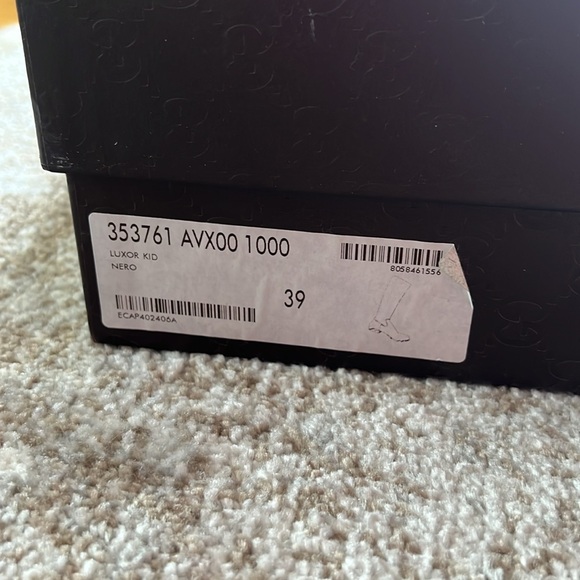 353761 AVX00 1000
LUXOR KID
NERO
8058461556
39
ECAP402406A